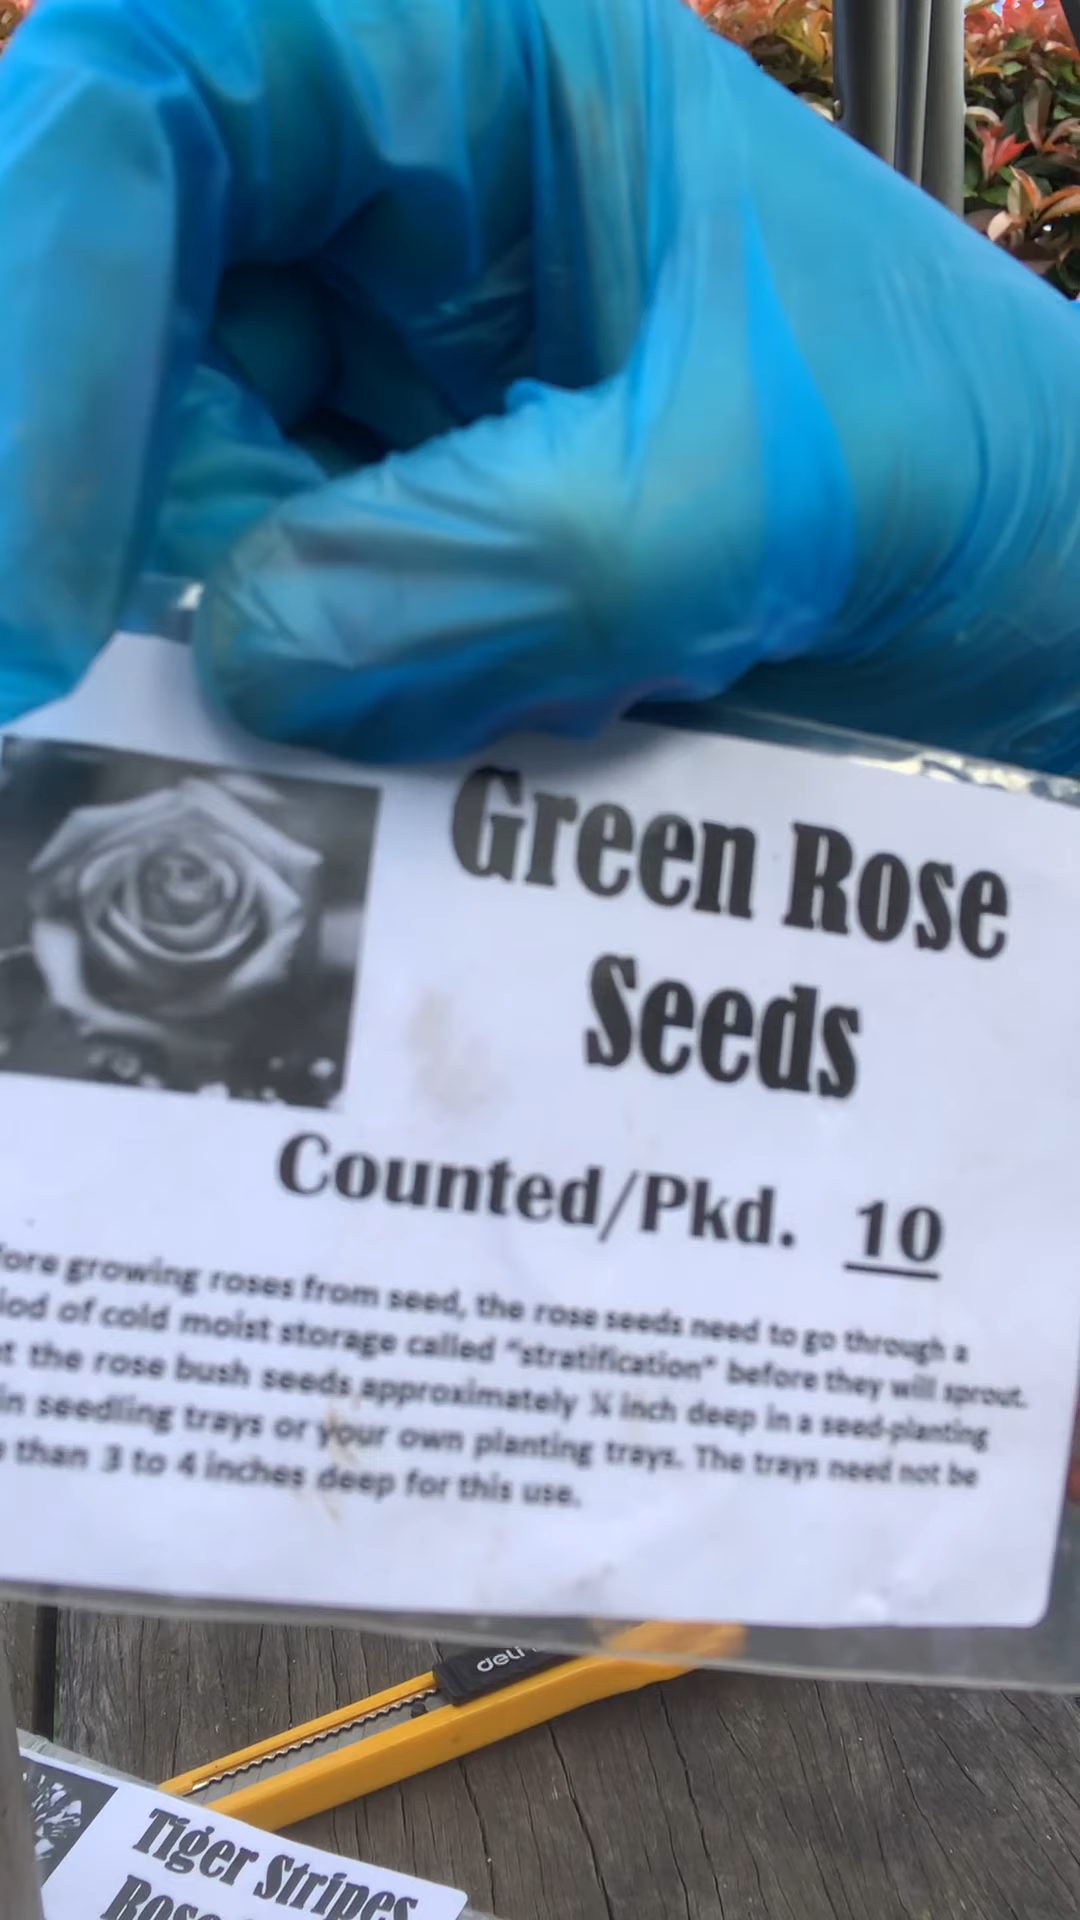 Green Rose
Seeds
Counted/Pkd. 10
fore growing roses from seed, the rose seeds need to go through a
iod of cold moist storage called "stratification" before they will sprout.
t the rose bush seeds approximately ¼ inch deep in a seed-planting
in seedling trays or your own planting trays. The trays need not be
than 3 to 4 inches deep for this use.
deli
Tiger Stripes
Rose